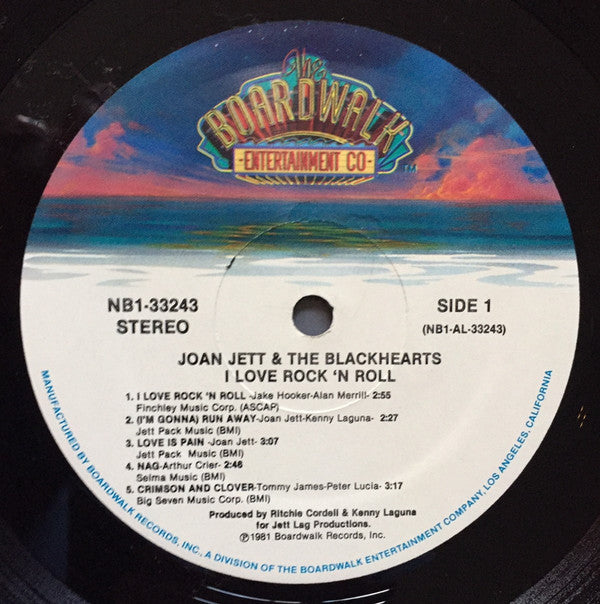 The
BOARDWALK
-ENTERTAINMENT CO-
TM
NB1-33243
STEREO
SIDE 1
(NB1-AL-33243)
JOAN JETT & THE BLACKHEARTS
I LOVE ROCK 'N ROLL
1. I LOVE ROCK 'N ROLL -Jake Hooker-Alan Merrill- 2:55
Finchley Music Corp. (ASCAP)
2. (I'M GONNA) RUN AWAY-Joan Jett-Kenny Laguna- 2:27
Jett Pack Music (BMI)
3. LOVE IS PAIN -Joan Jett- 3:07
Jett Pack Music (BMI)
4. NAG-Arthur Crier- 2:46
Selma Music (BMI)
5. CRIMSON AND CLOVER-Tommy James-Peter Lucia- 3:17
Big Seven Music Corp. (BMI)
Produced by Ritchie Cordell & Kenny Laguna
for Jett Lag Productions.
℗1981 Boardwalk Records, Inc.
MANUFACTURED BY BOARDWALK RECORDS, INC., A DIVISION OF THE BOARDWALK ENTERTAINMENT COMPANY, LOS ANGELES, CALIFORNIA